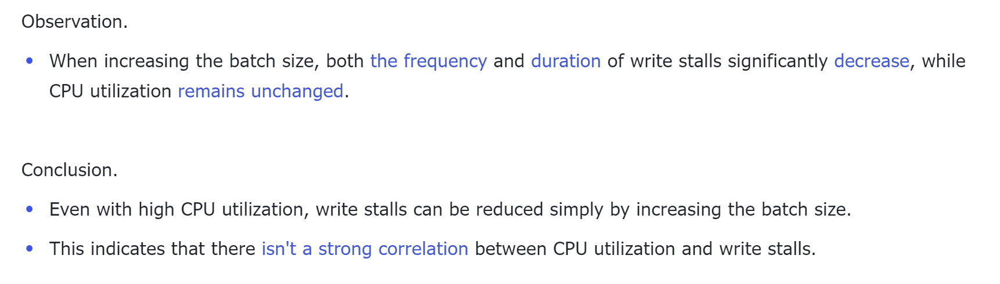 Observation.
• When increasing the batch size, both the frequency and duration of write stalls significantly decrease, while
CPU utilization remains unchanged.
Conclusion.
• Even with high CPU utilization, write stalls can be reduced simply by increasing the batch size.
• This indicates that there isn't a strong correlation between CPU utilization and write stalls.